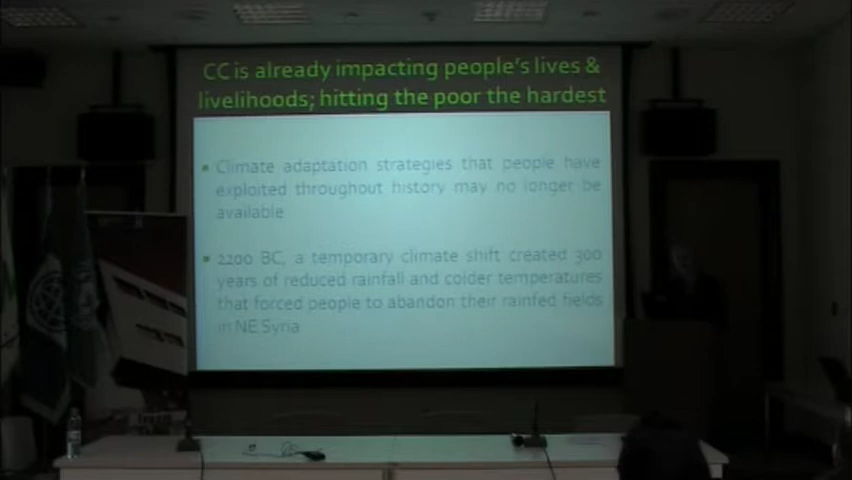 CC is already impacting people's lives &
livelihoods; hitting the poor the hardest
• Climate adaptation strategies that people have
exploited throughout history may no longer be
available
• 2200 BC, a temporary climate shift created 300
years of reduced rainfall and colder temperatures
that forced people to abandon their rainfed fields
in NE Syria